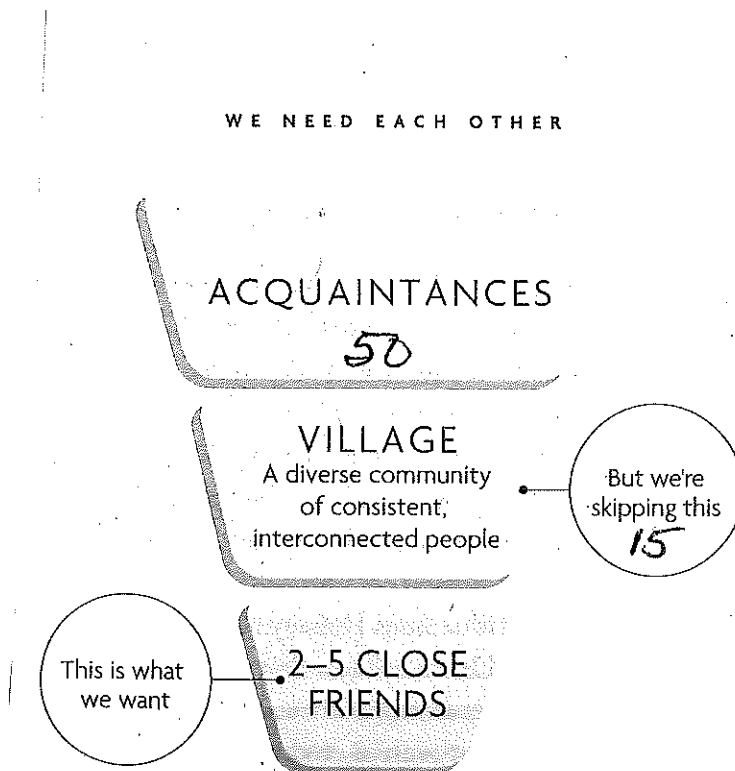 WE NEED EACH OTHER
ACQUAINTANCES
50
VILLAGE
A diverse community
of consistent,
interconnected people
But we're
skipping this
15
This is what
we want
2–5 CLOSE
FRIENDS